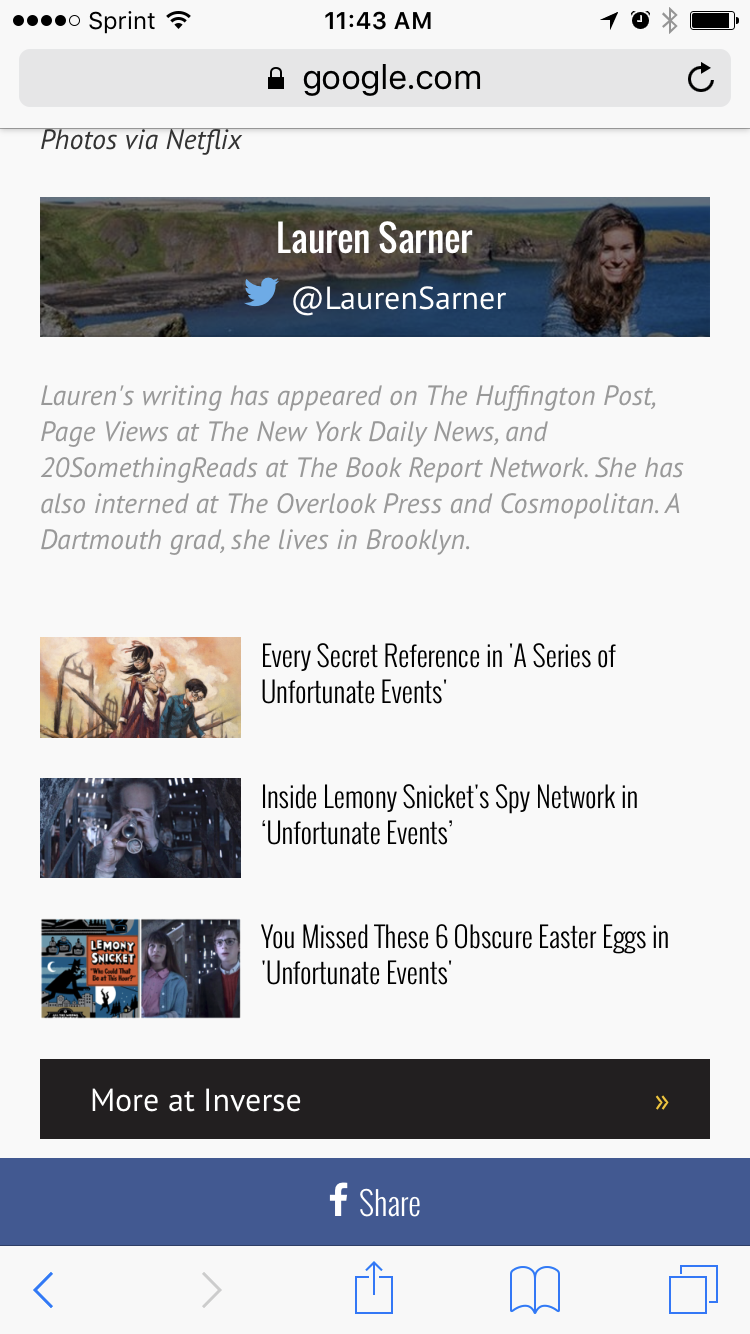 Sprint 11:43 AM
google.com
Photos via Netflix
Lauren Sarner
@LaurenSarner
Lauren's writing has appeared on The Huffington Post,
Page Views at The New York Daily News, and
20SomethingReads at The Book Report Network. She has
also interned at The Overlook Press and Cosmopolitan. A
Dartmouth grad, she lives in Brooklyn.
Every Secret Reference in 'A Series of
Unfortunate Events'
Inside Lemony Snicket's Spy Network in
‘Unfortunate Events’
LEMONY
SNICKET
"Who Could That
Be at This Hour?"
You Missed These 6 Obscure Easter Eggs in
'Unfortunate Events'
More at Inverse »
f Share